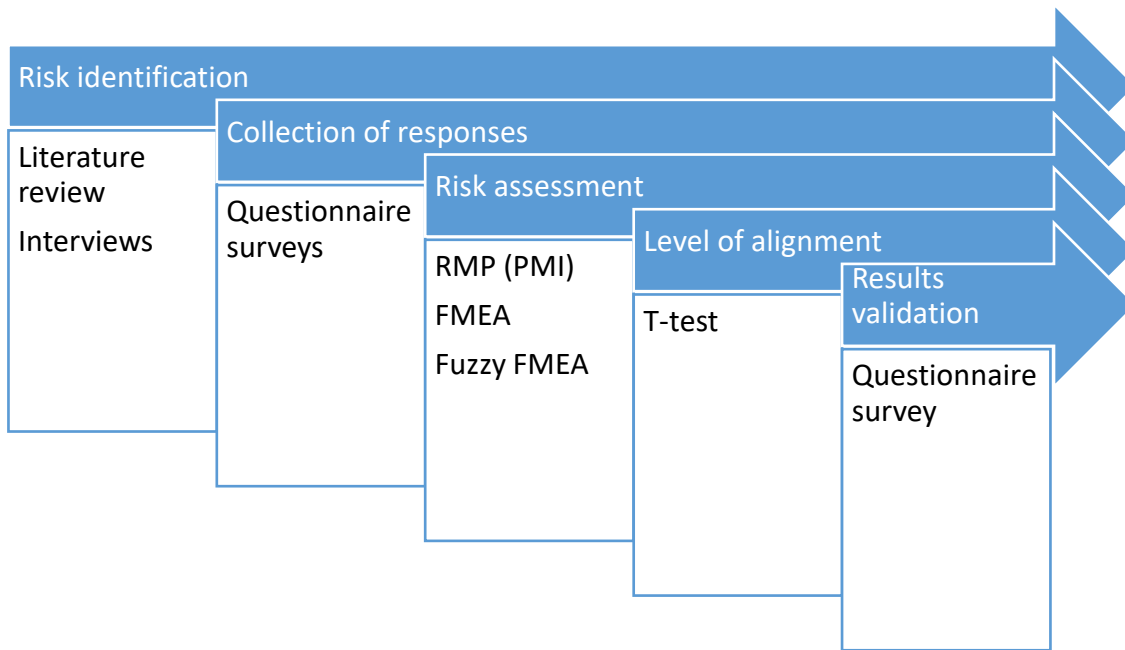 Risk identification
Literature
review
Interviews
Collection of responses
Questionnaire
surveys
Risk assessment
RMP (PMI)
FMEA
Fuzzy FMEA
Level of alignment
T-test
Results
validation
Questionnaire
survey